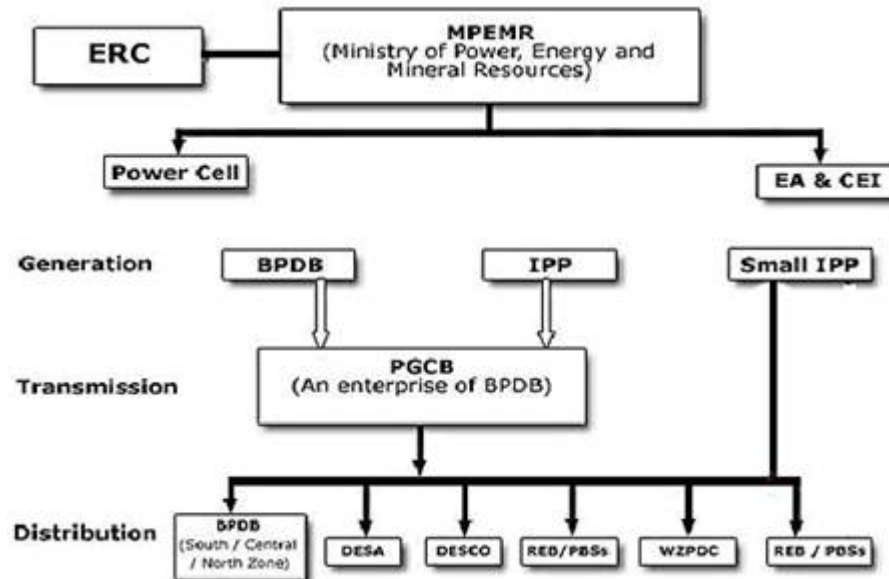 ERC
MPEMR
(Ministry of Power, Energy and
Mineral Resources)
Power Cell
EA & CEI
Generation
BPDB
IPP
Small IPP
Transmission
PGCB
(An enterprise of BPDB)
Distribution
BPDB
(South / Central
/ North Zone)
DESA
DESCO
REB/PBSs
WZPDC
REB / PBSs